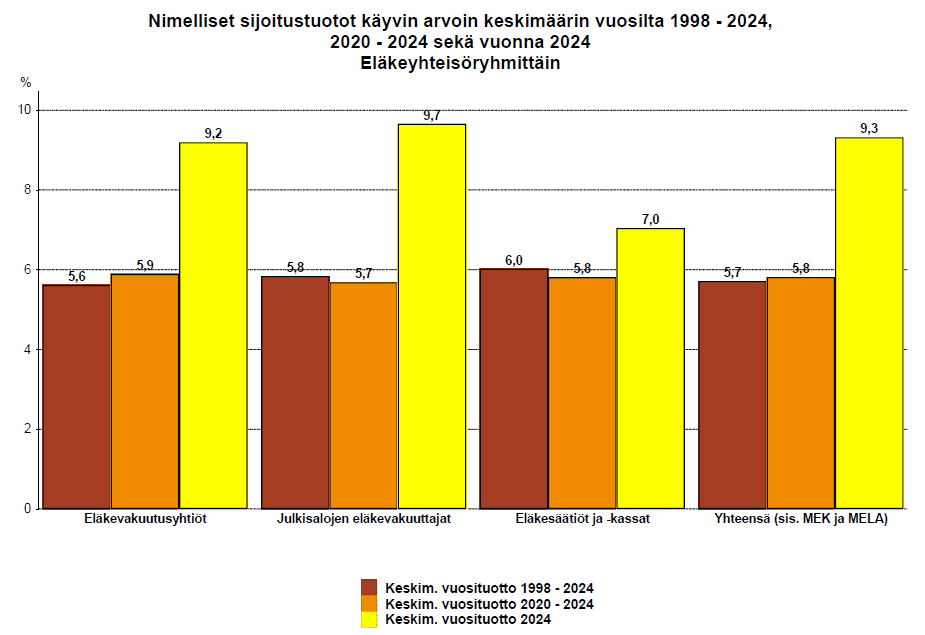 Nimelliset sijoitustuotot käyvin arvoin keskimäärin vuosilta 1998 - 2024,
2020 - 2024 sekä vuonna 2024
Eläkeyhteisöryhmittäin
%
10
8
6
4
2
0
5,6
5,9
9,2
5,8
5,7
9,7
6,0
5,8
7,0
5,7
5,8
9,3
Eläkevakuutusyhtiöt
Julkisalojen eläkevakuuttajat
Eläkesäätiöt ja -kassat
Yhteensä (sis. MEK ja MELA)
Keskim. vuosituotto 1998 - 2024
Keskim. vuosituotto 2020 - 2024
Keskim. vuosituotto 2024